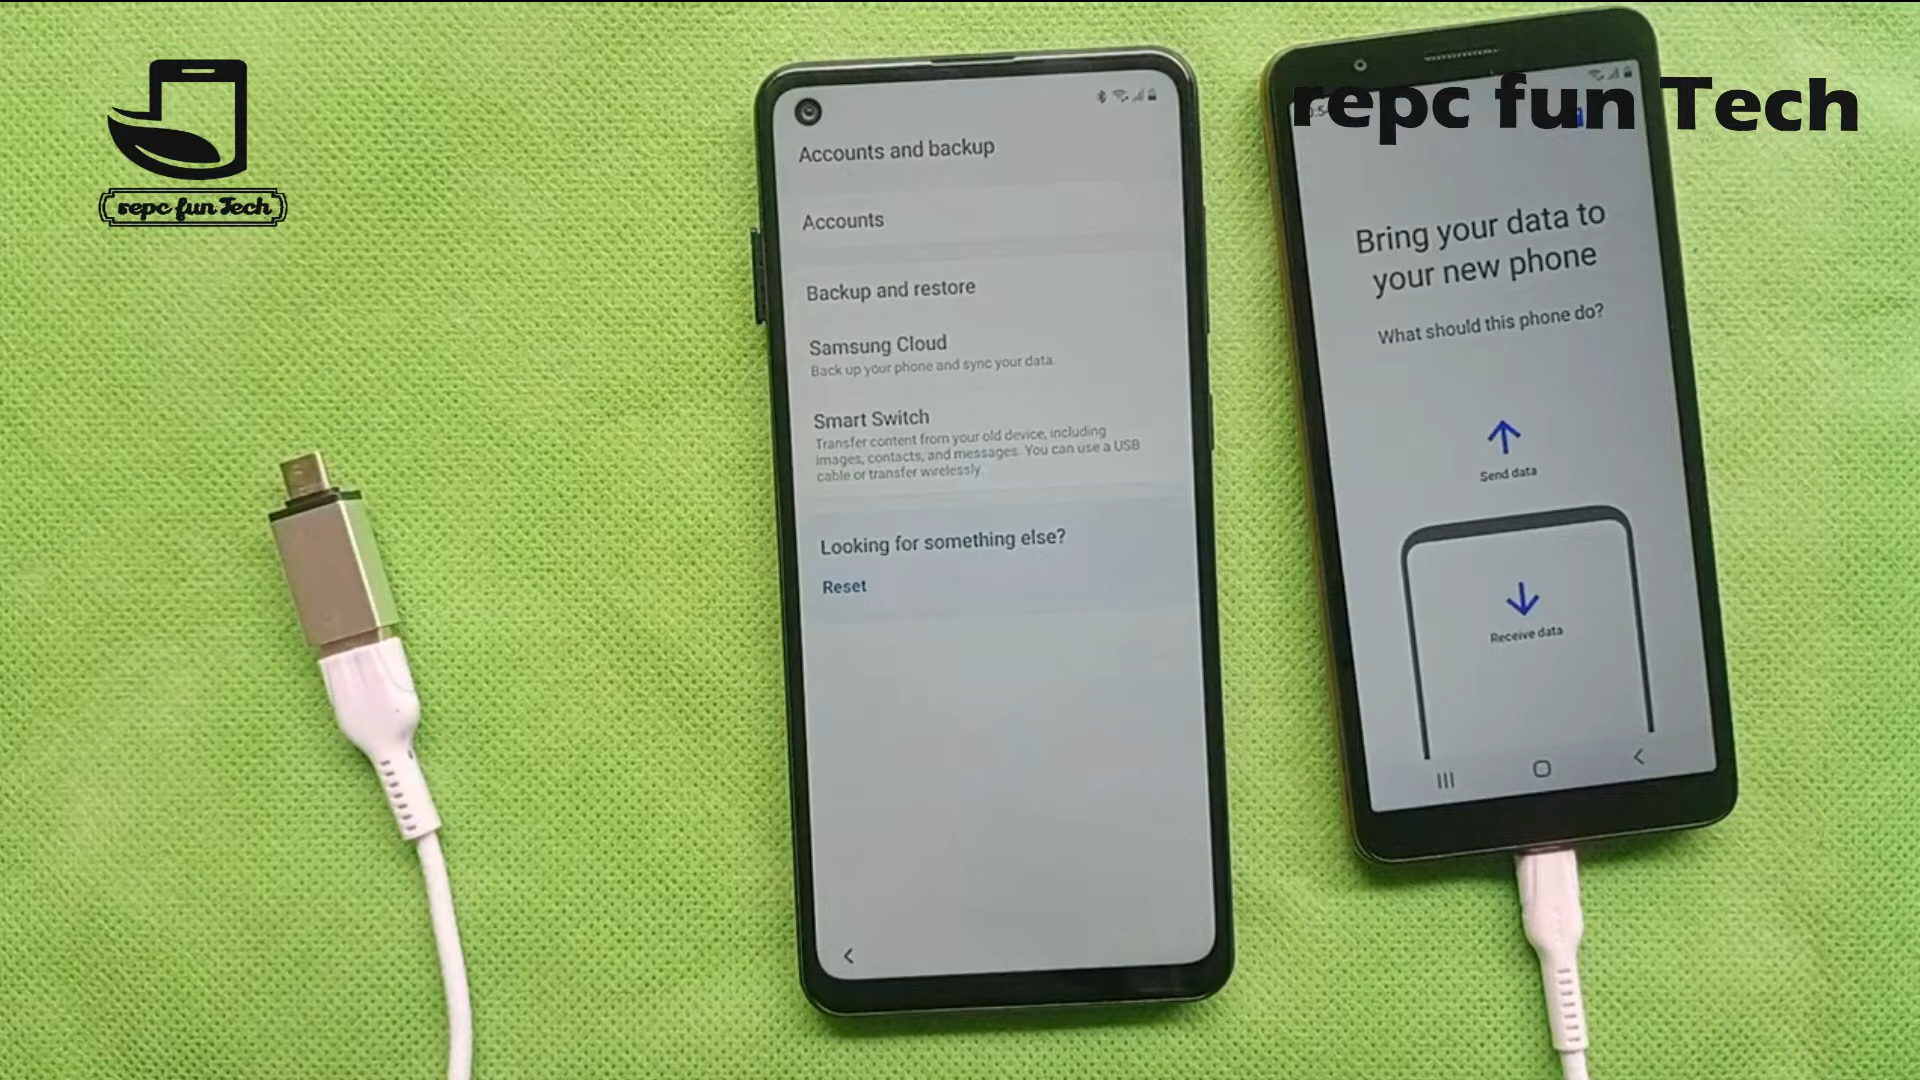 repc fun Tech
repc fun Tech
Accounts and backup
Accounts
Backup and restore
Samsung Cloud
Back up your phone and sync your data.
Smart Switch
Transfer content from your old device, including
images, contacts, and messages. You can use a USB
cable or transfer wirelessly.
Looking for something else?
Reset
Bring your data to
your new phone
What should this phone do?
Send data
Receive data